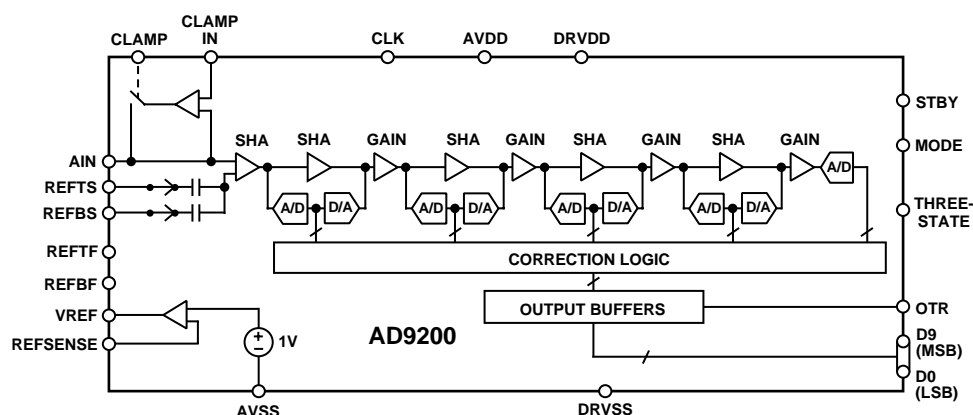 CLAMP
CLAMP
IN
CLK
AVDD
DRVDD
STBY
MODE
THREE-
STATE
SHA
SHA
GAIN
SHA
GAIN
SHA
GAIN
SHA
GAIN
AIN
REFTS
REFBS
REFTF
REFBF
VREF
REFSENSE
A/D
D/A
A/D
D/A
A/D
D/A
A/D
D/A
A/D
CORRECTION LOGIC
OUTPUT BUFFERS
OTR
D9
(MSB)
D0
(LSB)
+
–
1V
AD9200
AVSS
DRVSS